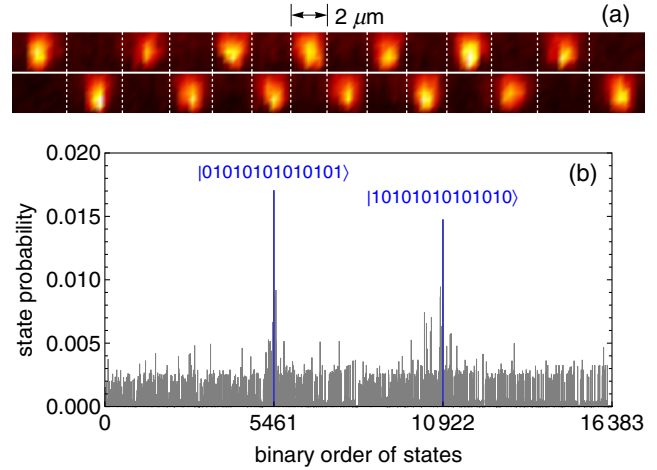 2 μm
(a)
(b)
0.020
0.015
0.010
0.005
0.000
state probability
|01010101010101⟩
|10101010101010⟩
0
5461
10 922
16 383
binary order of states